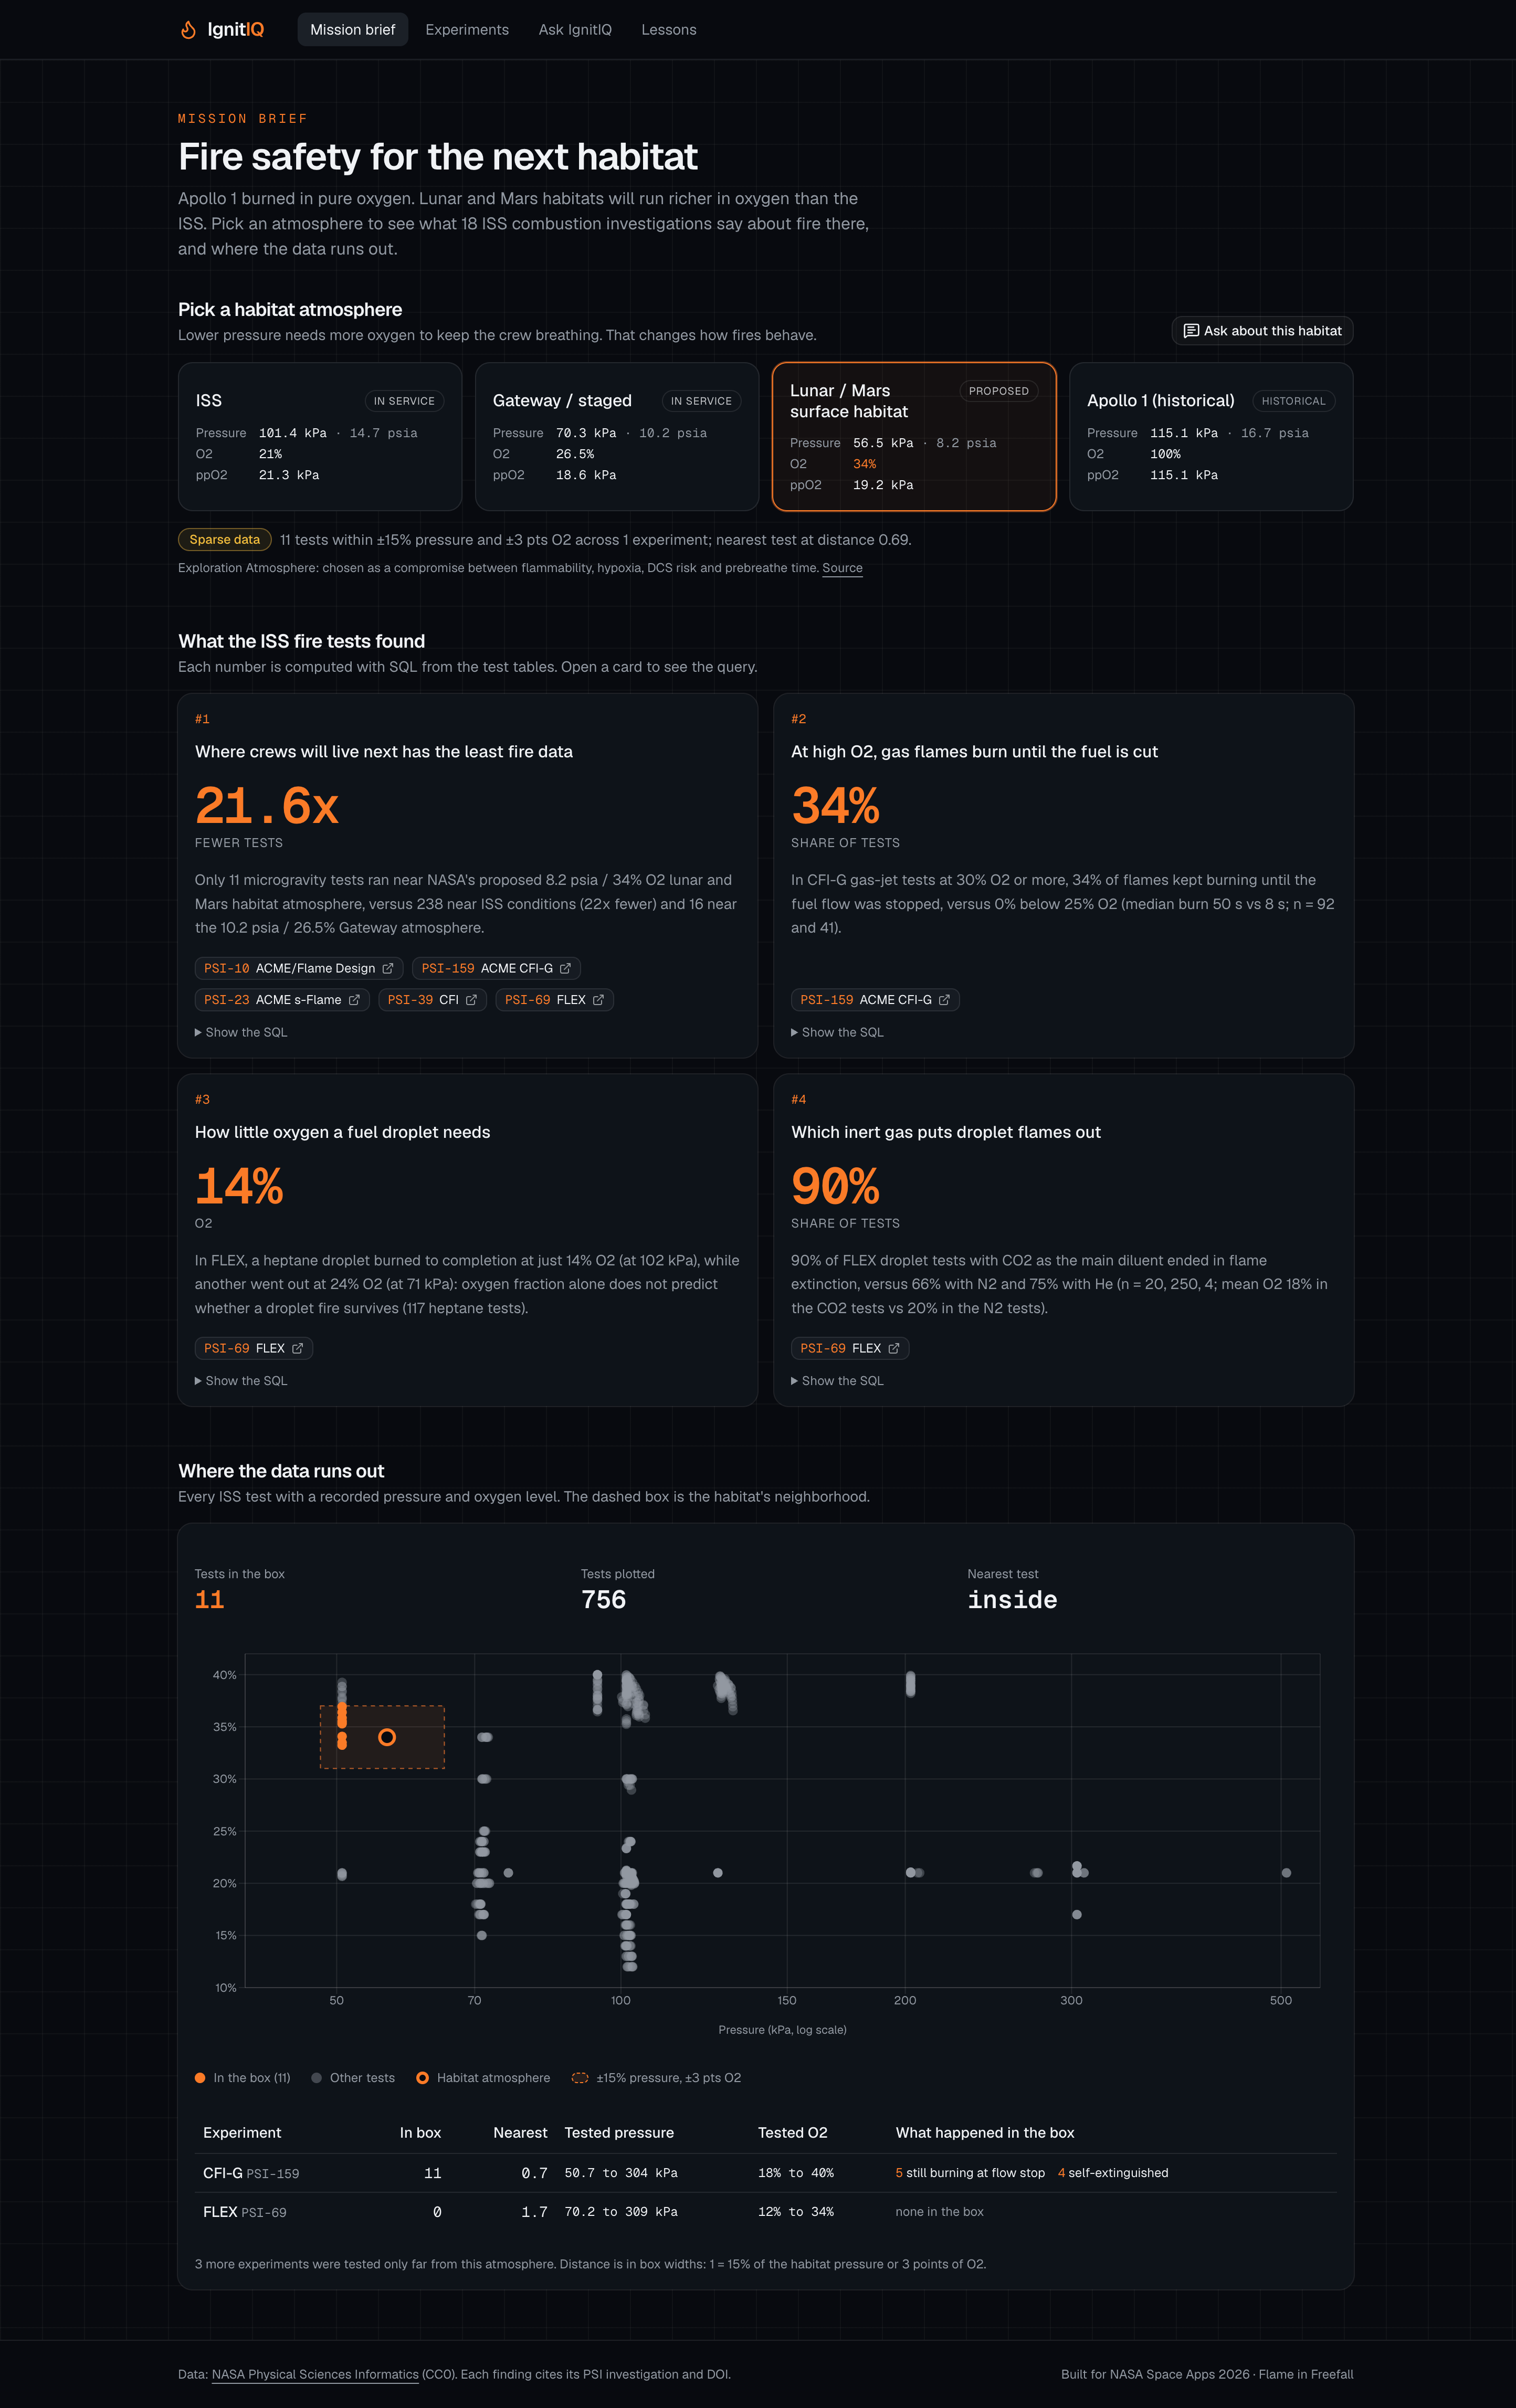 IgnitIQ Mission brief Experiments Ask IgnitIQ Lessons
MISSION BRIEF
Fire safety for the next habitat
Apollo 1 burned in pure oxygen. Lunar and Mars habitats will run richer in oxygen than the
ISS. Pick an atmosphere to see what 18 ISS combustion investigations say about fire there,
and where the data runs out.
Pick a habitat atmosphere
Lower pressure needs more oxygen to keep the crew breathing. That changes how fires behave.
Ask about this habitat
ISS IN SERVICE
Pressure 101.4 kPa · 14.7 psia
O2 21%
ppO2 21.3 kPa
Gateway / staged IN SERVICE
Pressure 70.3 kPa · 10.2 psia
O2 26.5%
ppO2 18.6 kPa
Lunar / Mars
surface habitat
PROPOSED
Pressure 56.5 kPa · 8.2 psia
O2 34%
ppO2 19.2 kPa
Apollo 1 (historical) HISTORICAL
Pressure 115.1 kPa · 16.7 psia
O2 100%
ppO2 115.1 kPa
Sparse data 11 tests within ±15% pressure and ±3 pts O2 across 1 experiment; nearest test at distance 0.69.
Exploration Atmosphere: chosen as a compromise between flammability, hypoxia, DCS risk and prebreathe time. Source
What the ISS fire tests found
Each number is computed with SQL from the test tables. Open a card to see the query.
#1
Where crews will live next has the least fire data
21.6x
FEWER TESTS
Only 11 microgravity tests ran near NASA's proposed 8.2 psia / 34% O2 lunar and
Mars habitat atmosphere, versus 238 near ISS conditions (22x fewer) and 16 near
the 10.2 psia / 26.5% Gateway atmosphere.
PSI-10 ACME/Flame Design PSI-159 ACME CFI-G
PSI-23 ACME s-Flame PSI-39 CFI PSI-69 FLEX
Show the SQL
#2
At high O2, gas flames burn until the fuel is cut
34%
SHARE OF TESTS
In CFI-G gas-jet tests at 30% O2 or more, 34% of flames kept burning until the
fuel flow was stopped, versus 0% below 25% O2 (median burn 50 s vs 8 s; n = 92
and 41).
PSI-159 ACME CFI-G
Show the SQL
#3
How little oxygen a fuel droplet needs
14%
O2
In FLEX, a heptane droplet burned to completion at just 14% O2 (at 102 kPa), while
another went out at 24% O2 (at 71 kPa): oxygen fraction alone does not predict
whether a droplet fire survives (117 heptane tests).
PSI-69 FLEX
Show the SQL
#4
Which inert gas puts droplet flames out
90%
SHARE OF TESTS
90% of FLEX droplet tests with CO2 as the main diluent ended in flame
extinction, versus 66% with N2 and 75% with He (n = 20, 250, 4; mean O2 18% in
the CO2 tests vs 20% in the N2 tests).
PSI-69 FLEX
Show the SQL
Where the data runs out
Every ISS test with a recorded pressure and oxygen level. The dashed box is the habitat's neighborhood.
Tests in the box
11
Tests plotted
756
Nearest test
inside
40%
35%
30%
25%
20%
15%
10%
50 70 100 150 200 300 500
Pressure (kPa, log scale)
In the box (11) Other tests Habitat atmosphere ±15% pressure, ±3 pts O2
Experiment In box Nearest Tested pressure Tested O2 What happened in the box
CFI-G PSI-159 11 0.7 50.7 to 304 kPa 18% to 40% 5 still burning at flow stop 4 self-extinguished
FLEX PSI-69 0 1.7 70.2 to 309 kPa 12% to 34% none in the box
3 more experiments were tested only far from this atmosphere. Distance is in box widths: 1 = 15% of the habitat pressure or 3 points of O2.
Data: NASA Physical Sciences Informatics (CC0). Each finding cites its PSI investigation and DOI.
Built for NASA Space Apps 2026 · Flame in Freefall